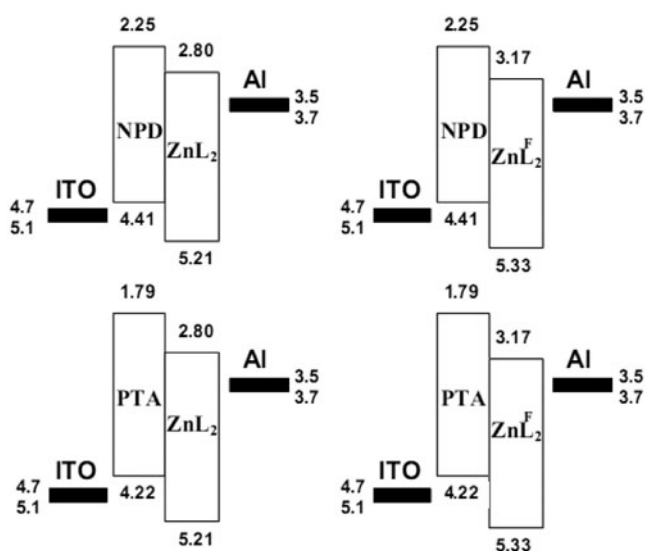 2.25
2.80
Al
3.5
3.7
NPD
ZnL2
ITO
4.7
5.1
4.41
5.21
2.25
3.17
Al
3.5
3.7
NPD
ZnL2F
ITO
4.7
5.1
4.41
5.33
1.79
2.80
Al
3.5
3.7
PTA
ZnL2
ITO
4.7
5.1
4.22
5.21
1.79
3.17
Al
3.5
3.7
PTA
ZnL2F
ITO
4.7
5.1
4.22
5.33